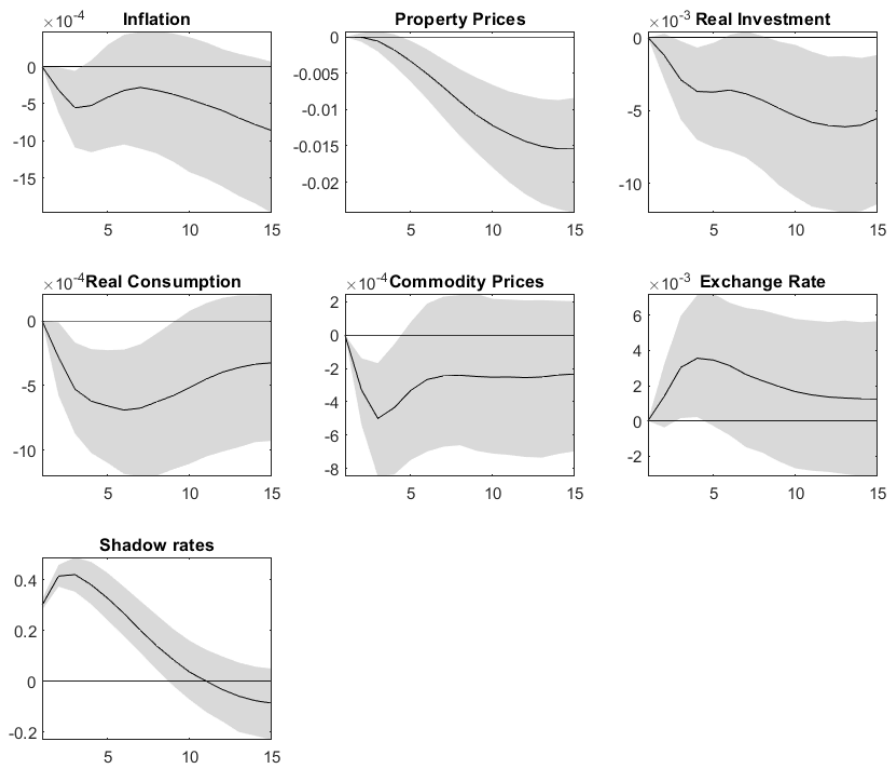 ×10⁻⁴ Inflation
0
-5
-10
-15
5 10 15
Property Prices
0
-0.005
-0.01
-0.015
-0.02
5 10 15
×10⁻³ Real Investment
0
-5
-10
5 10 15
×10⁻⁴ Real Consumption
0
-5
-10
5 10 15
×10⁻⁴ Commodity Prices
2
0
-2
-4
-6
-8
5 10 15
×10⁻³ Exchange Rate
6
4
2
0
-2
5 10 15
Shadow rates
0.4
0.2
0
-0.2
5 10 15